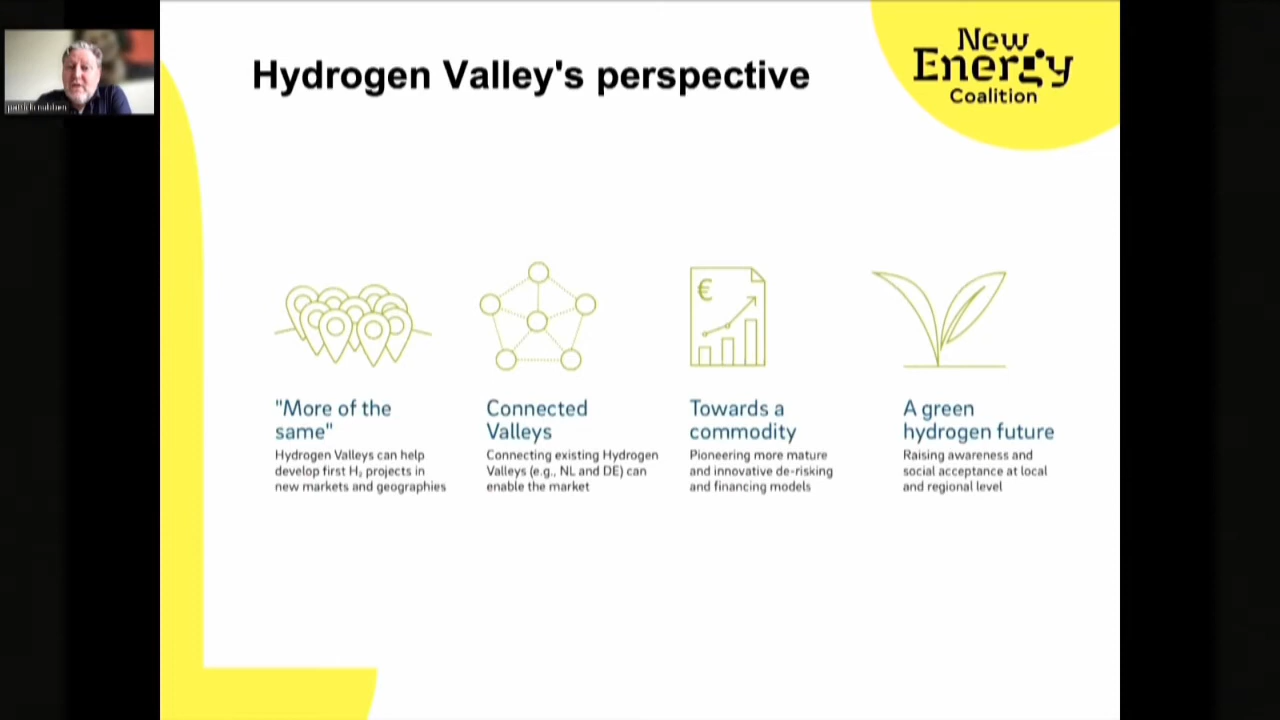 Hydrogen Valley's perspective
New
Energy
Coalition
€
"More of the
same"
Hydrogen Valleys can help
develop first H₂ projects in
new markets and geographies
Connected
Valleys
Connecting existing Hydrogen
Valleys (e.g., NL and DE) can
enable the market
Towards a
commodity
Pioneering more mature
and innovative de-risking
and financing models
A green
hydrogen future
Raising awareness and
social acceptance at local
and regional level